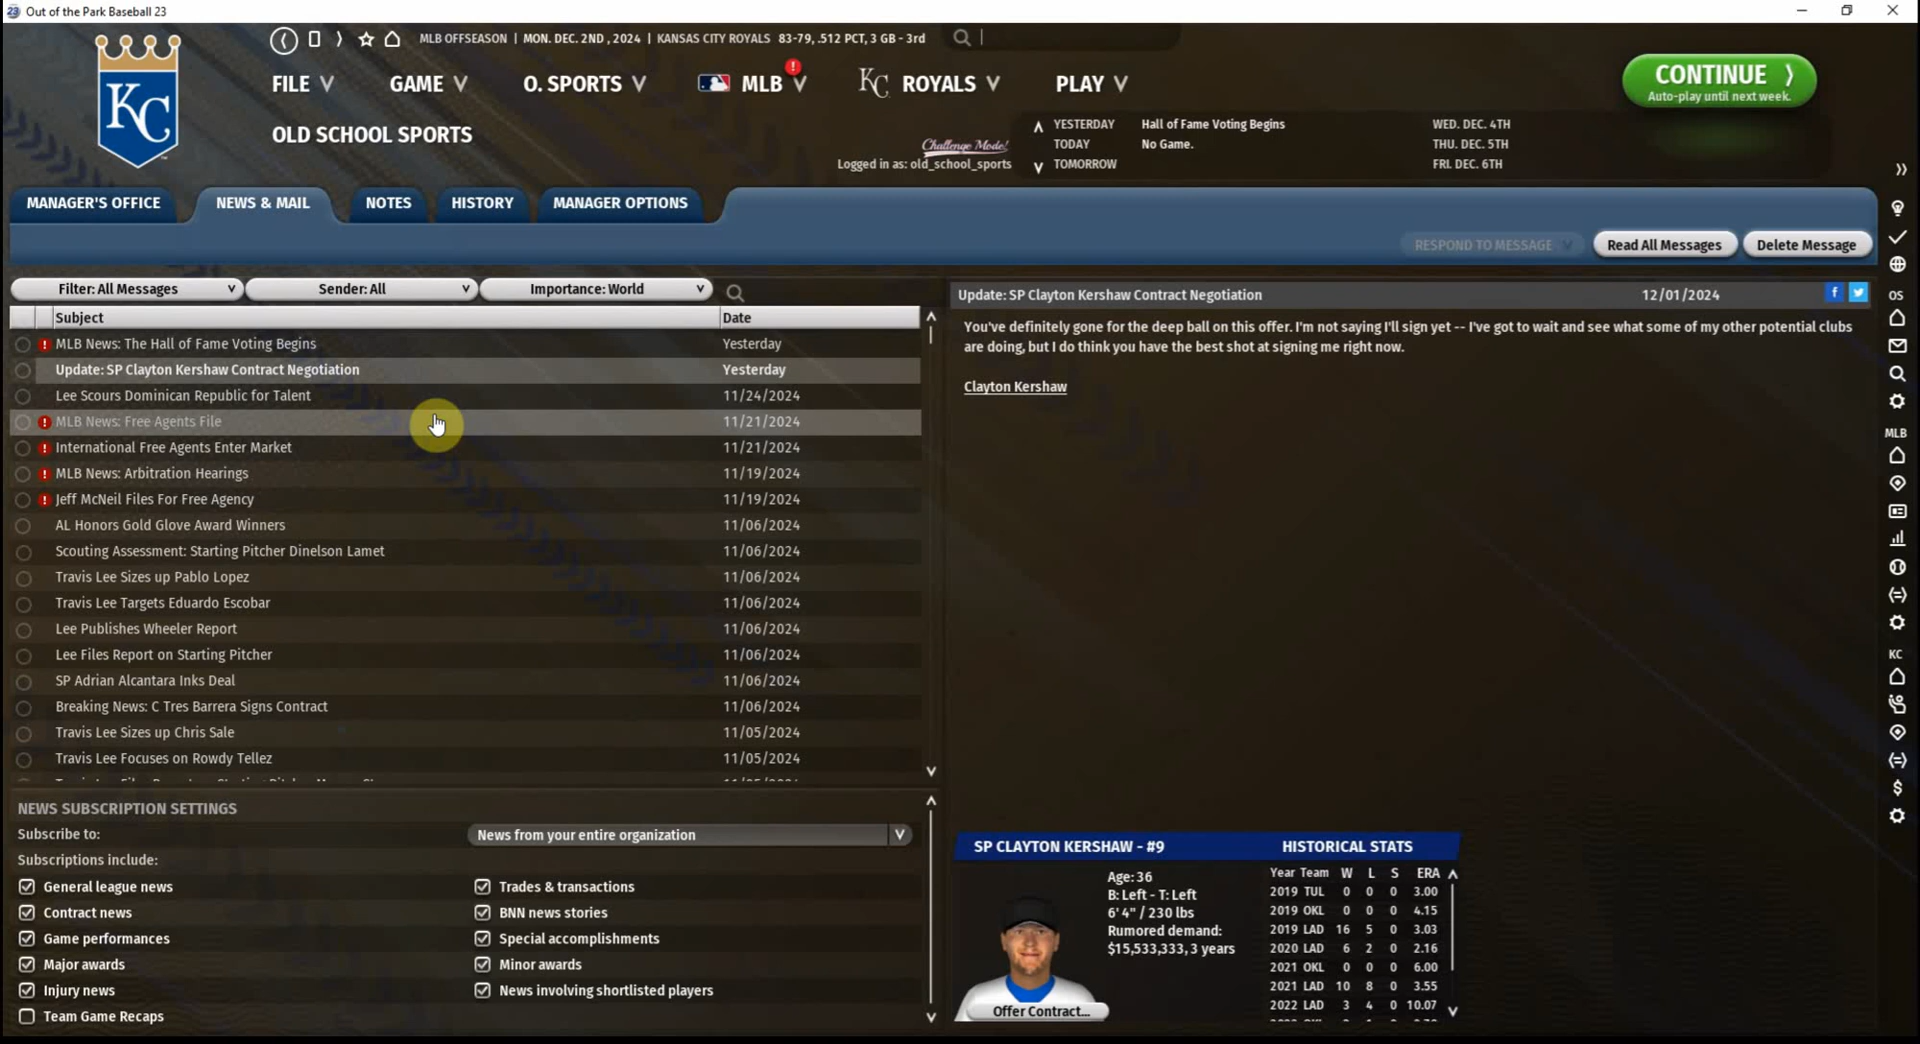 23 Out of the Park Baseball 23
MLB OFFSEASON | MON. DEC. 2ND , 2024 | KANSAS CITY ROYALS 83-79, .512 PCT, 3 GB - 3rd
KC
FILE GAME O. SPORTS MLB ! KC ROYALS PLAY
CONTINUE
Auto-play until next week.
OLD SCHOOL SPORTS
Challenge Mode!
Logged in as: old_school_sports
YESTERDAY Hall of Fame Voting Begins WED. DEC. 4TH
TODAY No Game. THU. DEC. 5TH
TOMORROW FRI. DEC. 6TH
MANAGER'S OFFICE NEWS & MAIL NOTES HISTORY MANAGER OPTIONS
RESPOND TO MESSAGE Read All Messages Delete Message
Filter: All Messages Sender: All Importance: World
Subject Date
! MLB News: The Hall of Fame Voting Begins Yesterday
Update: SP Clayton Kershaw Contract Negotiation Yesterday
Lee Scours Dominican Republic for Talent 11/24/2024
! MLB News: Free Agents File 11/21/2024
! International Free Agents Enter Market 11/21/2024
! MLB News: Arbitration Hearings 11/19/2024
! Jeff McNeil Files For Free Agency 11/19/2024
AL Honors Gold Glove Award Winners 11/06/2024
Scouting Assessment: Starting Pitcher Dinelson Lamet 11/06/2024
Travis Lee Sizes up Pablo Lopez 11/06/2024
Travis Lee Targets Eduardo Escobar 11/06/2024
Lee Publishes Wheeler Report 11/06/2024
Lee Files Report on Starting Pitcher 11/06/2024
SP Adrian Alcantara Inks Deal 11/06/2024
Breaking News: C Tres Barrera Signs Contract 11/06/2024
Travis Lee Sizes up Chris Sale 11/05/2024
Travis Lee Focuses on Rowdy Tellez 11/05/2024
NEWS SUBSCRIPTION SETTINGS
Subscribe to: News from your entire organization
Subscriptions include:
General league news Trades & transactions
Contract news BNN news stories
Game performances Special accomplishments
Major awards Minor awards
Injury news News involving shortlisted players
Team Game Recaps
Update: SP Clayton Kershaw Contract Negotiation 12/01/2024
You've definitely gone for the deep ball on this offer. I'm not saying I'll sign yet -- I've got to wait and see what some of my other potential clubs
are doing, but I do think you have the best shot at signing me right now.
Clayton Kershaw
SP CLAYTON KERSHAW - #9 HISTORICAL STATS
Age: 36
B: Left - T: Left
6' 4" / 230 lbs
Rumored demand:
$15,533,333, 3 years
Offer Contract...
Year Team W L S ERA
2019 TUL 0 0 0 3.00
2019 OKL 0 0 0 4.15
2019 LAD 16 5 0 3.03
2020 LAD 6 2 0 2.16
2021 OKL 0 0 0 6.00
2021 LAD 10 8 0 3.55
2022 LAD 3 4 0 10.07
OS
MLB
KC
$